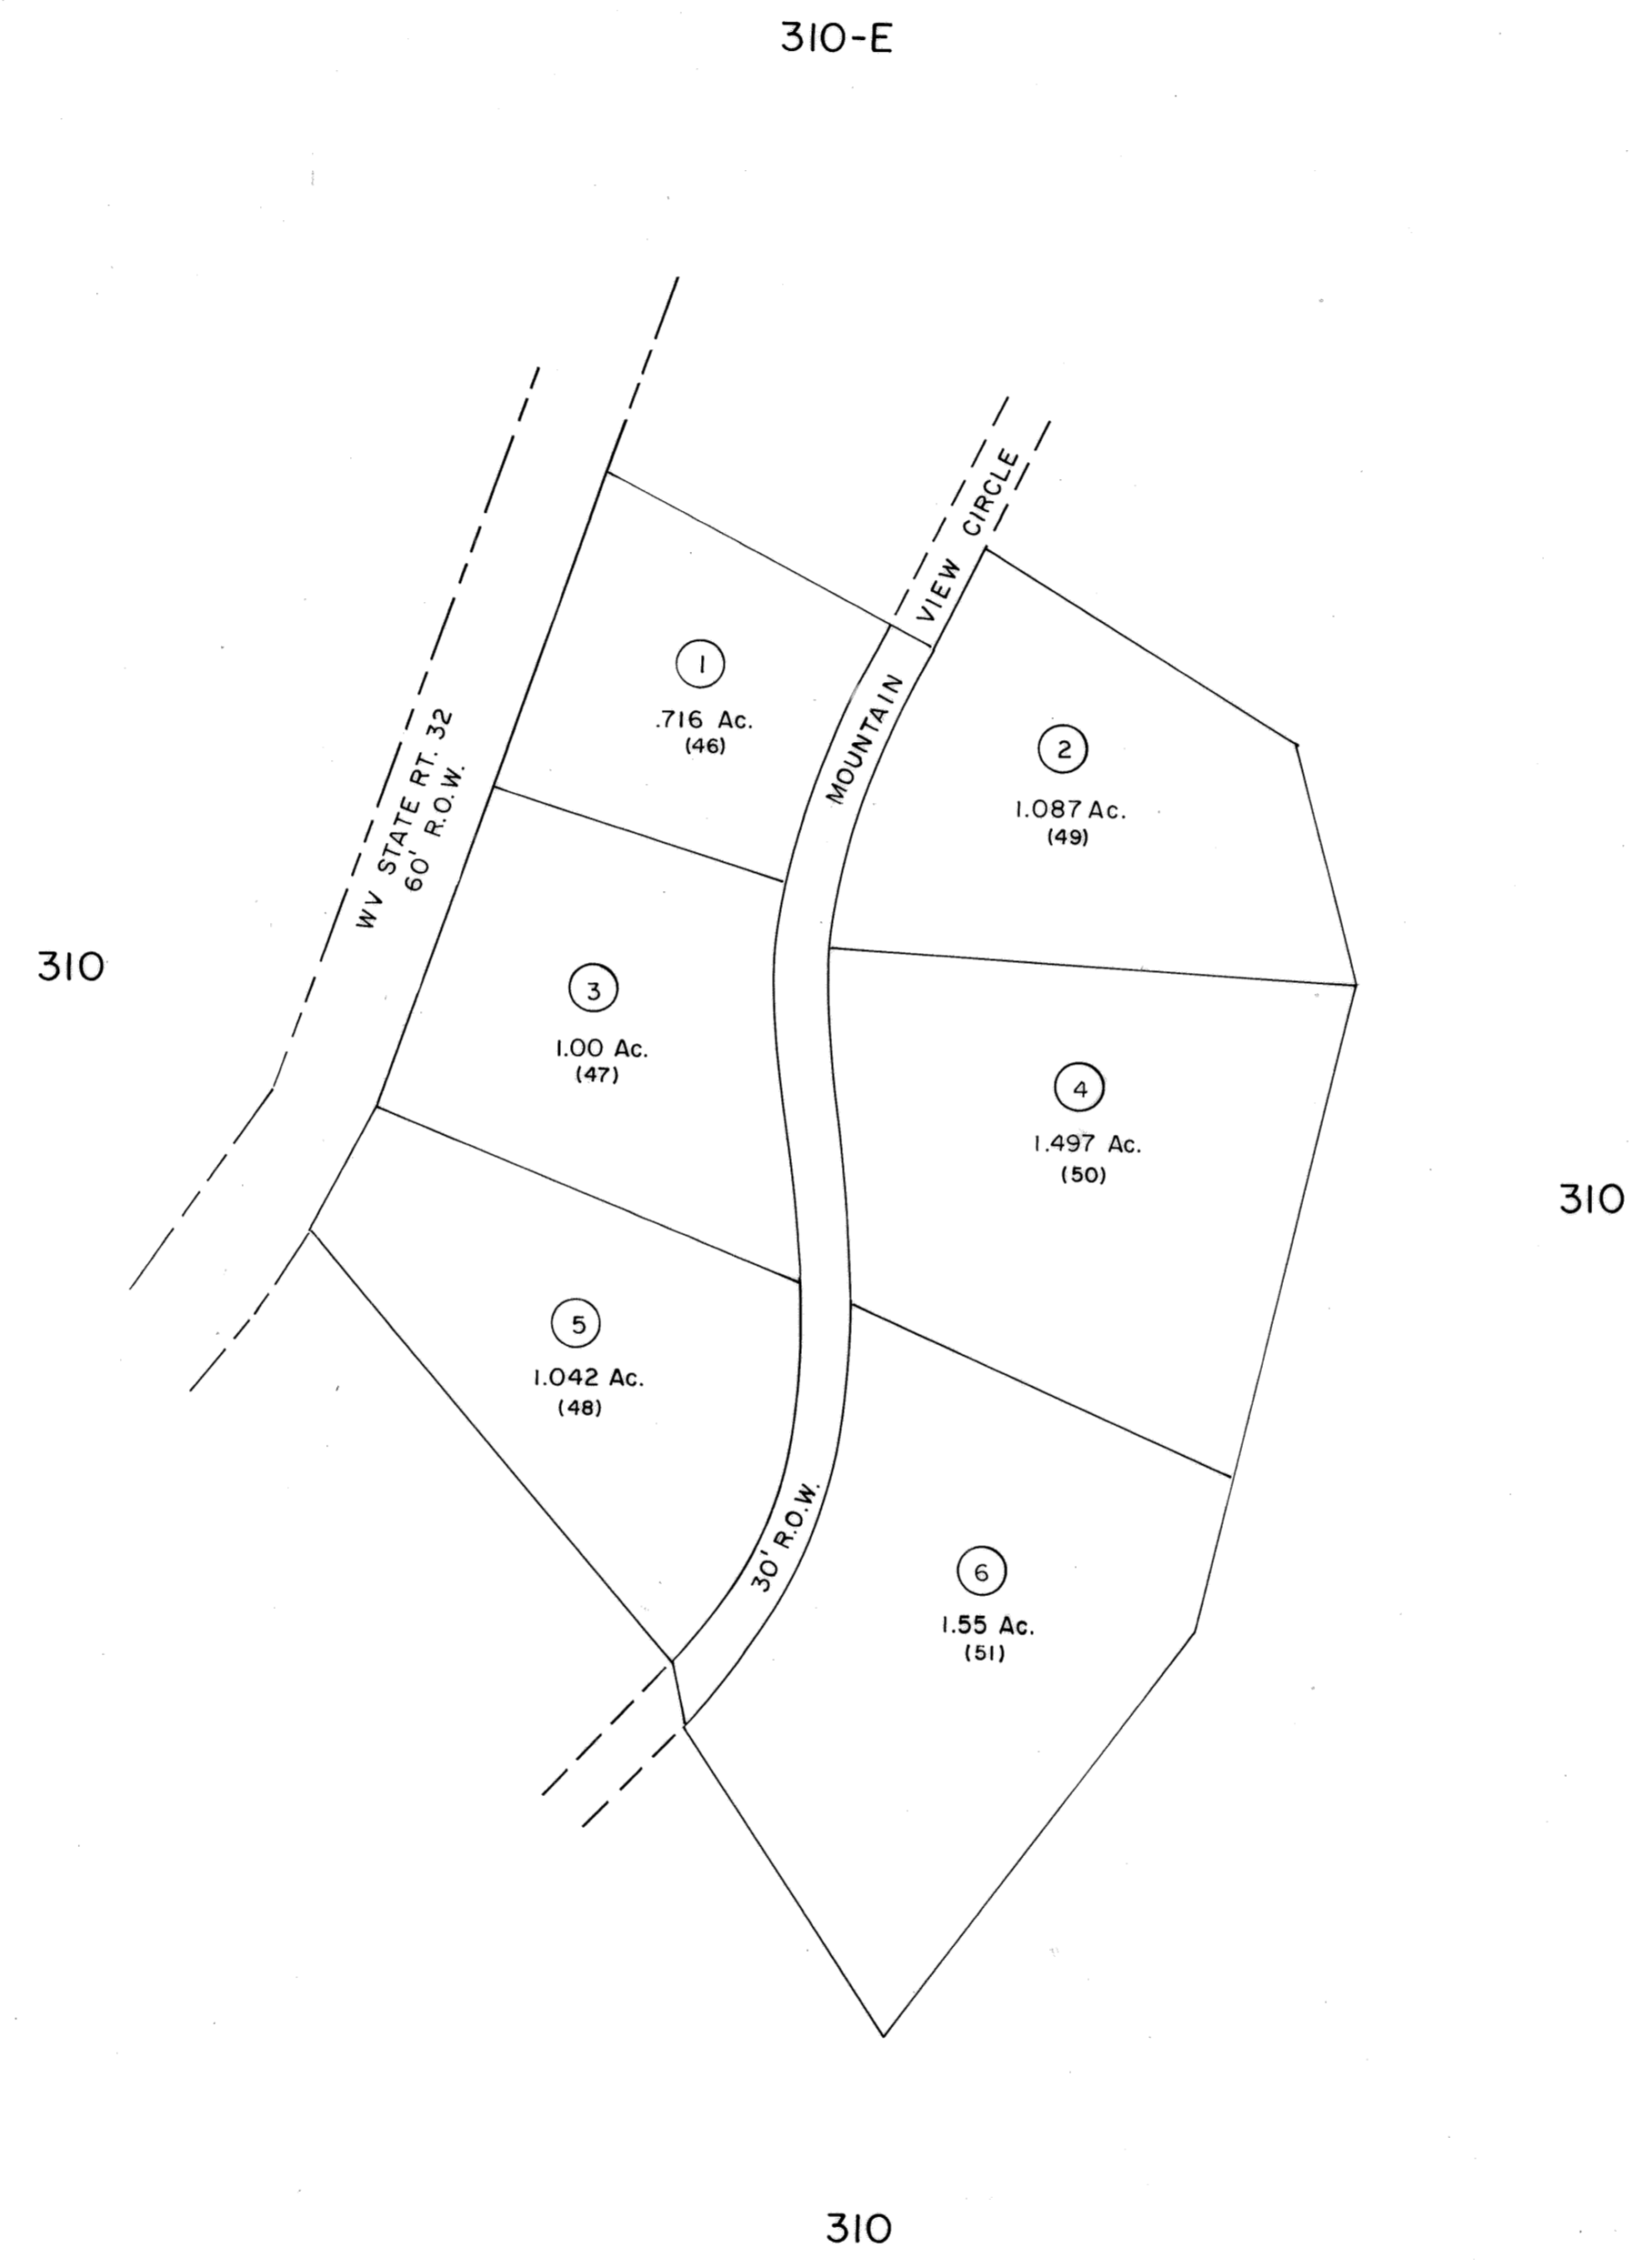 310-E
MOUNTAIN VIEW CIRCLE
1
.716 Ac.
(46)
2
1.087 Ac.
(49)
WV STATE RT. 32
60' R.O.W.
310
3
1.00 Ac.
(47)
4
1.497 Ac.
(50)
310
5
1.042 Ac.
(48)
30' R.O.W.
6
1.55 Ac.
(51)
310